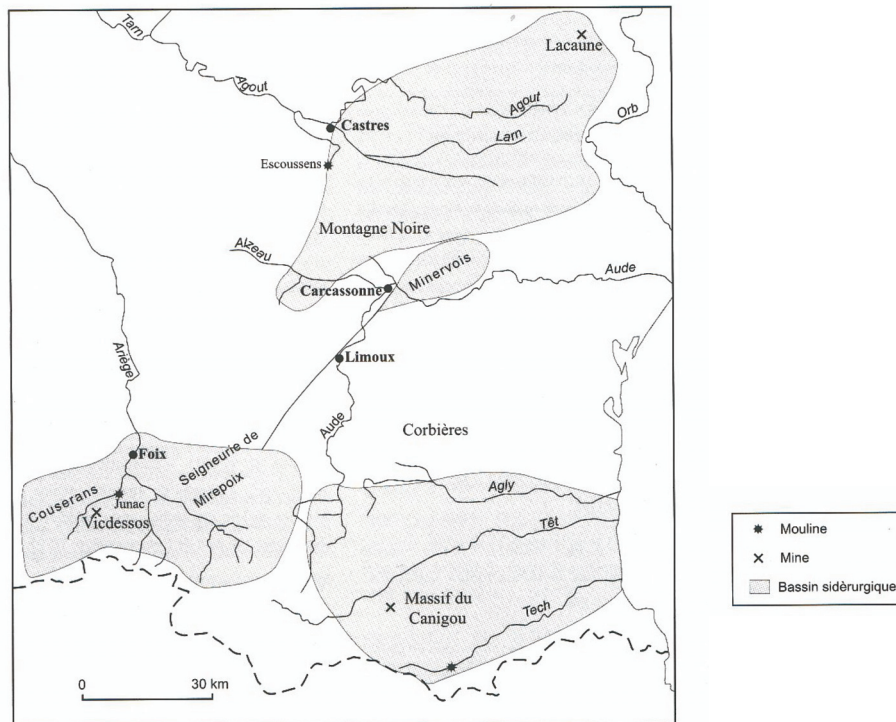 Tarn
Lacaune
Agout
Agout
Orb
Castres
Larn
Escoussens
Montagne Noire
Alzeau
Minervois
Aude
Carcassonne
Limoux
Ariège
Aude
Corbières
Foix
Seigneurie de
Mirepoix
Couserans
Junac
Vicdessos
Agly
Têt
Massif du
Canigou
Tech
0
30 km
Mouline
Mine
Bassin sidèrurgique